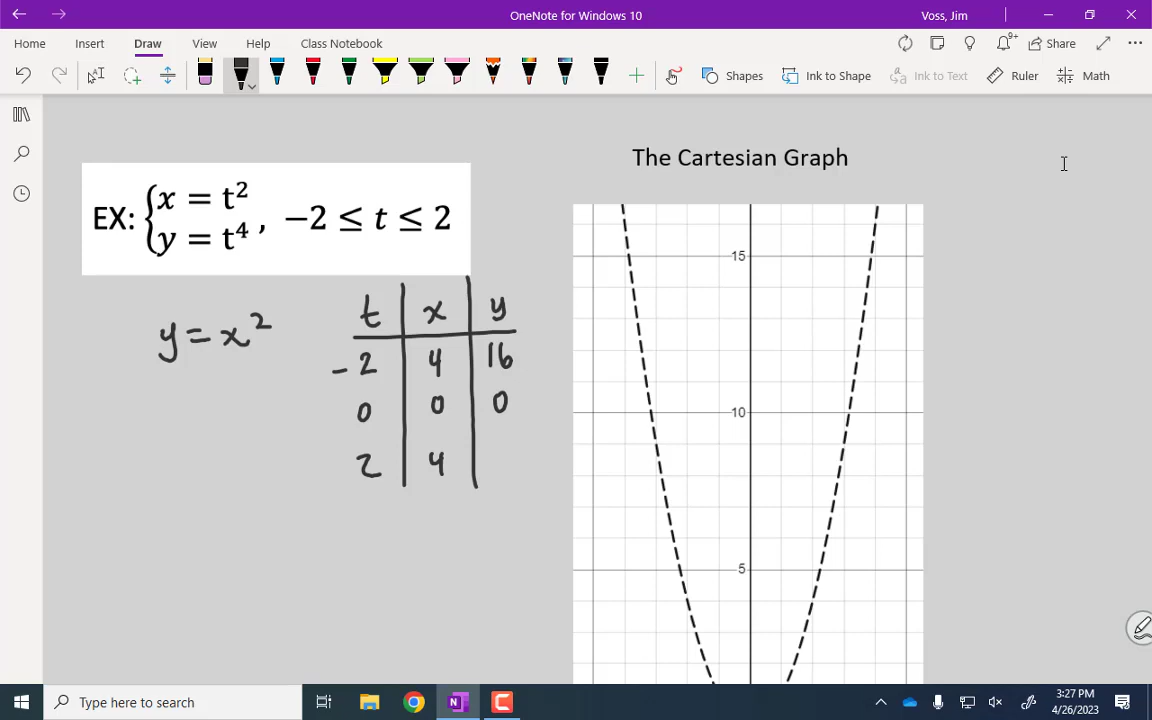 OneNote for Windows 10
Voss, Jim
Home Insert Draw View Help Class Notebook
9+
Share
Shapes
Ink to Shape
Ink to Text
Ruler
Math
The Cartesian Graph
EX: { x = t²
y = t⁴ , −2 ≤ t ≤ 2
y = x²
t x y
-2 4 16
0 0 0
2 4
15
10
5
Type here to search
3:27 PM
4/26/2023